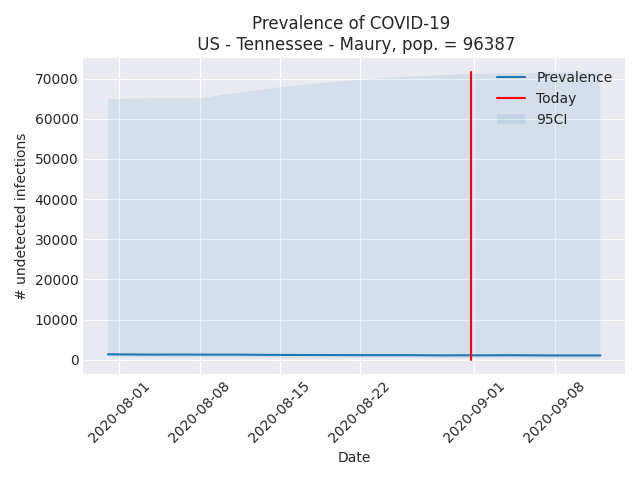 Prevalence of COVID-19
US - Tennessee - Maury, pop. = 96387
# undetected infections
70000
60000
50000
40000
30000
20000
10000
0
Prevalence
Today
95CI
2020-08-01
2020-08-08
2020-08-15
2020-08-22
2020-09-01
2020-09-08
Date